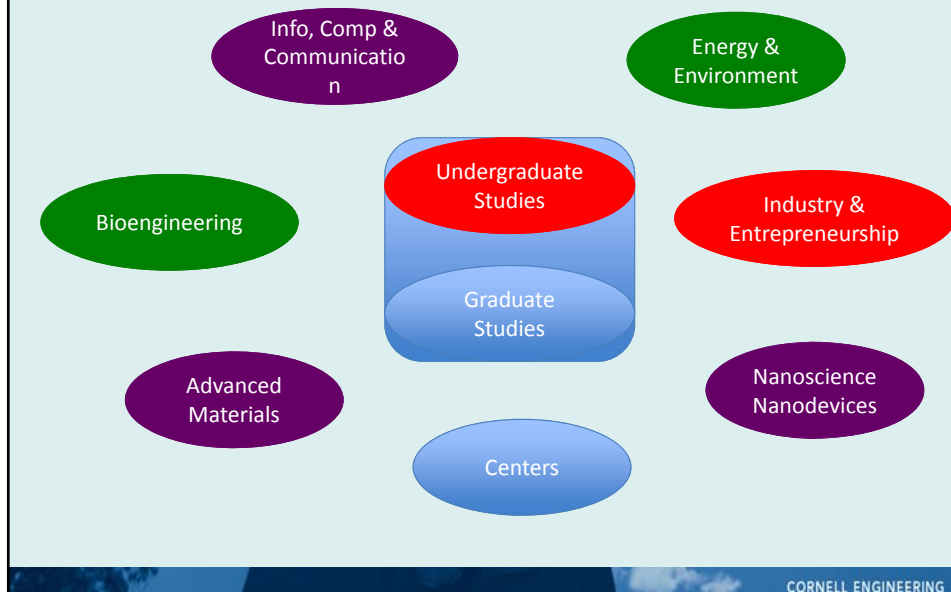 Info, Comp &
Communicatio
n
Energy &
Environment
Undergraduate
Studies
Bioengineering
Industry &
Entrepreneurship
Graduate
Studies
Advanced
Materials
Nanoscience
Nanodevices
Centers
CORNELL ENGINEERING